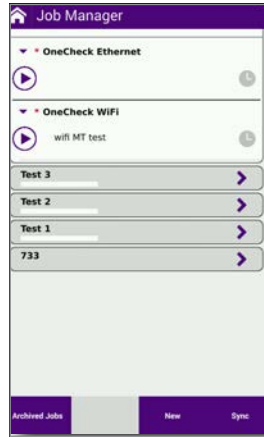 Job Manager
* OneCheck Ethernet
* OneCheck WiFi
wifi MT test
Test 3
Test 2
Test 1
733
Archived Jobs
New
Sync